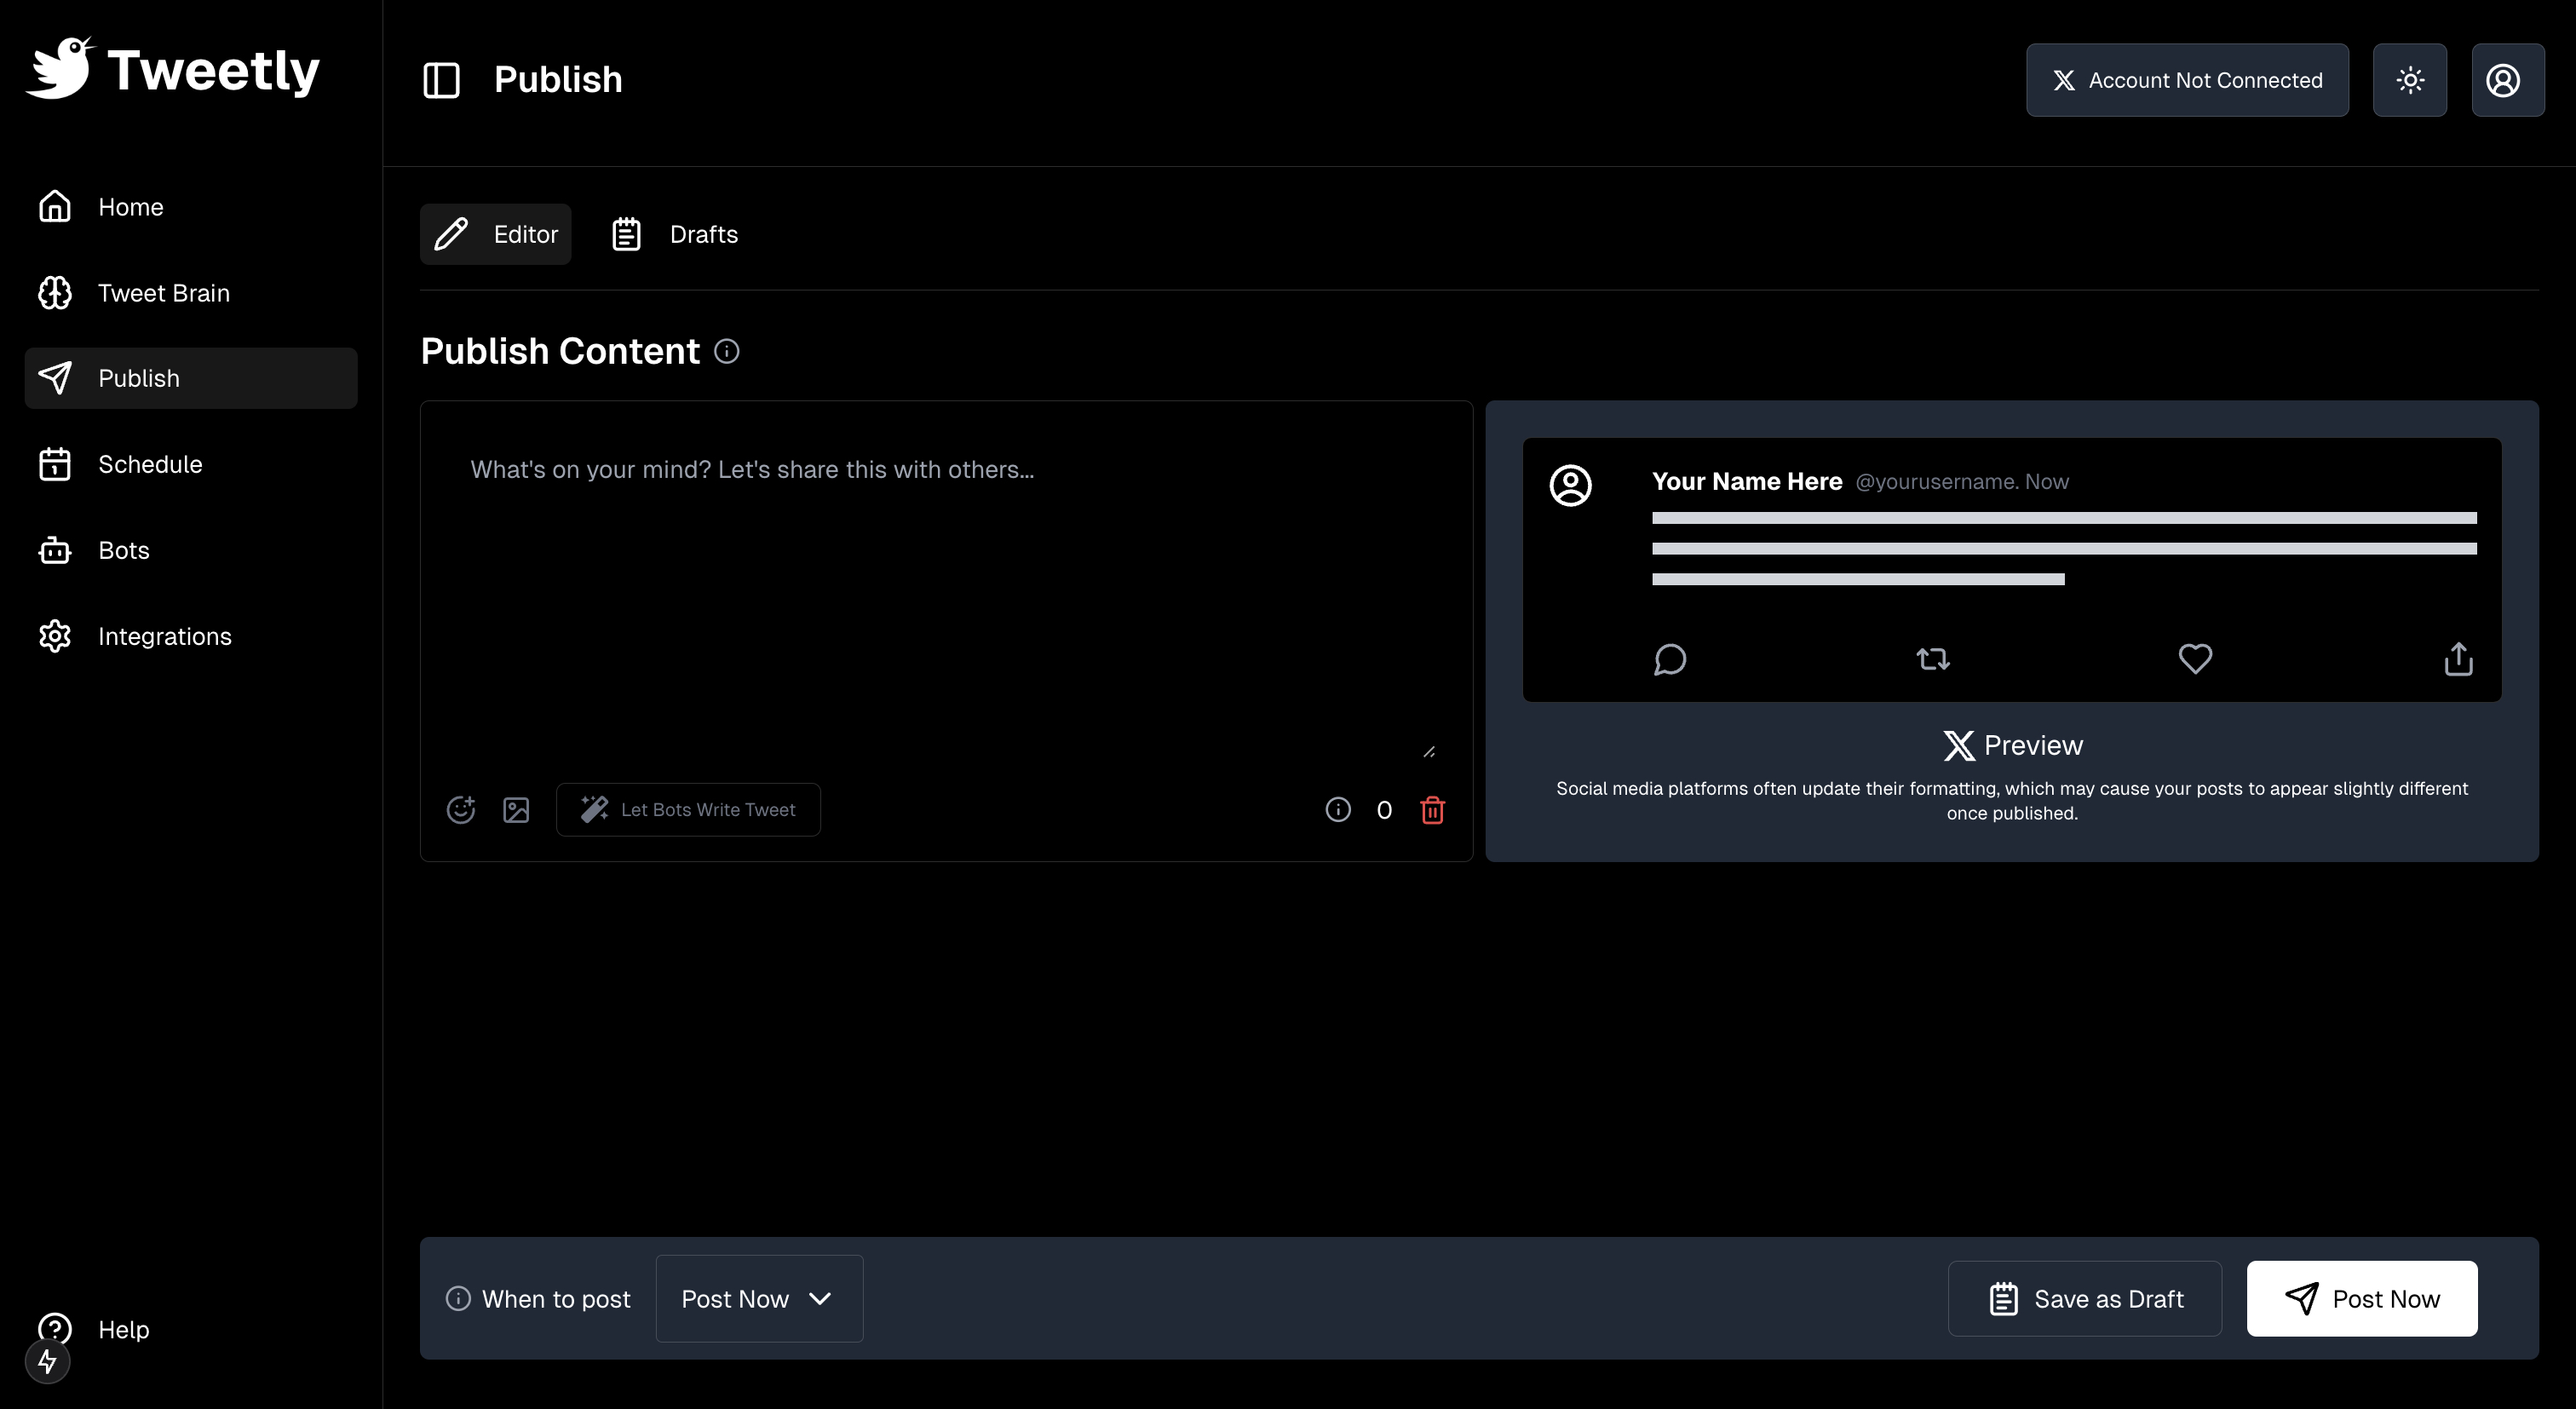 Tweetly
Home
Tweet Brain
Publish
Schedule
Bots
Integrations
Help
Publish
Account Not Connected
Editor
Drafts
Publish Content
What's on your mind? Let's share this with others...
Let Bots Write Tweet
0
Your Name Here @yourusername. Now
Preview
Social media platforms often update their formatting, which may cause your posts to appear slightly different
once published.
When to post
Post Now
Save as Draft
Post Now